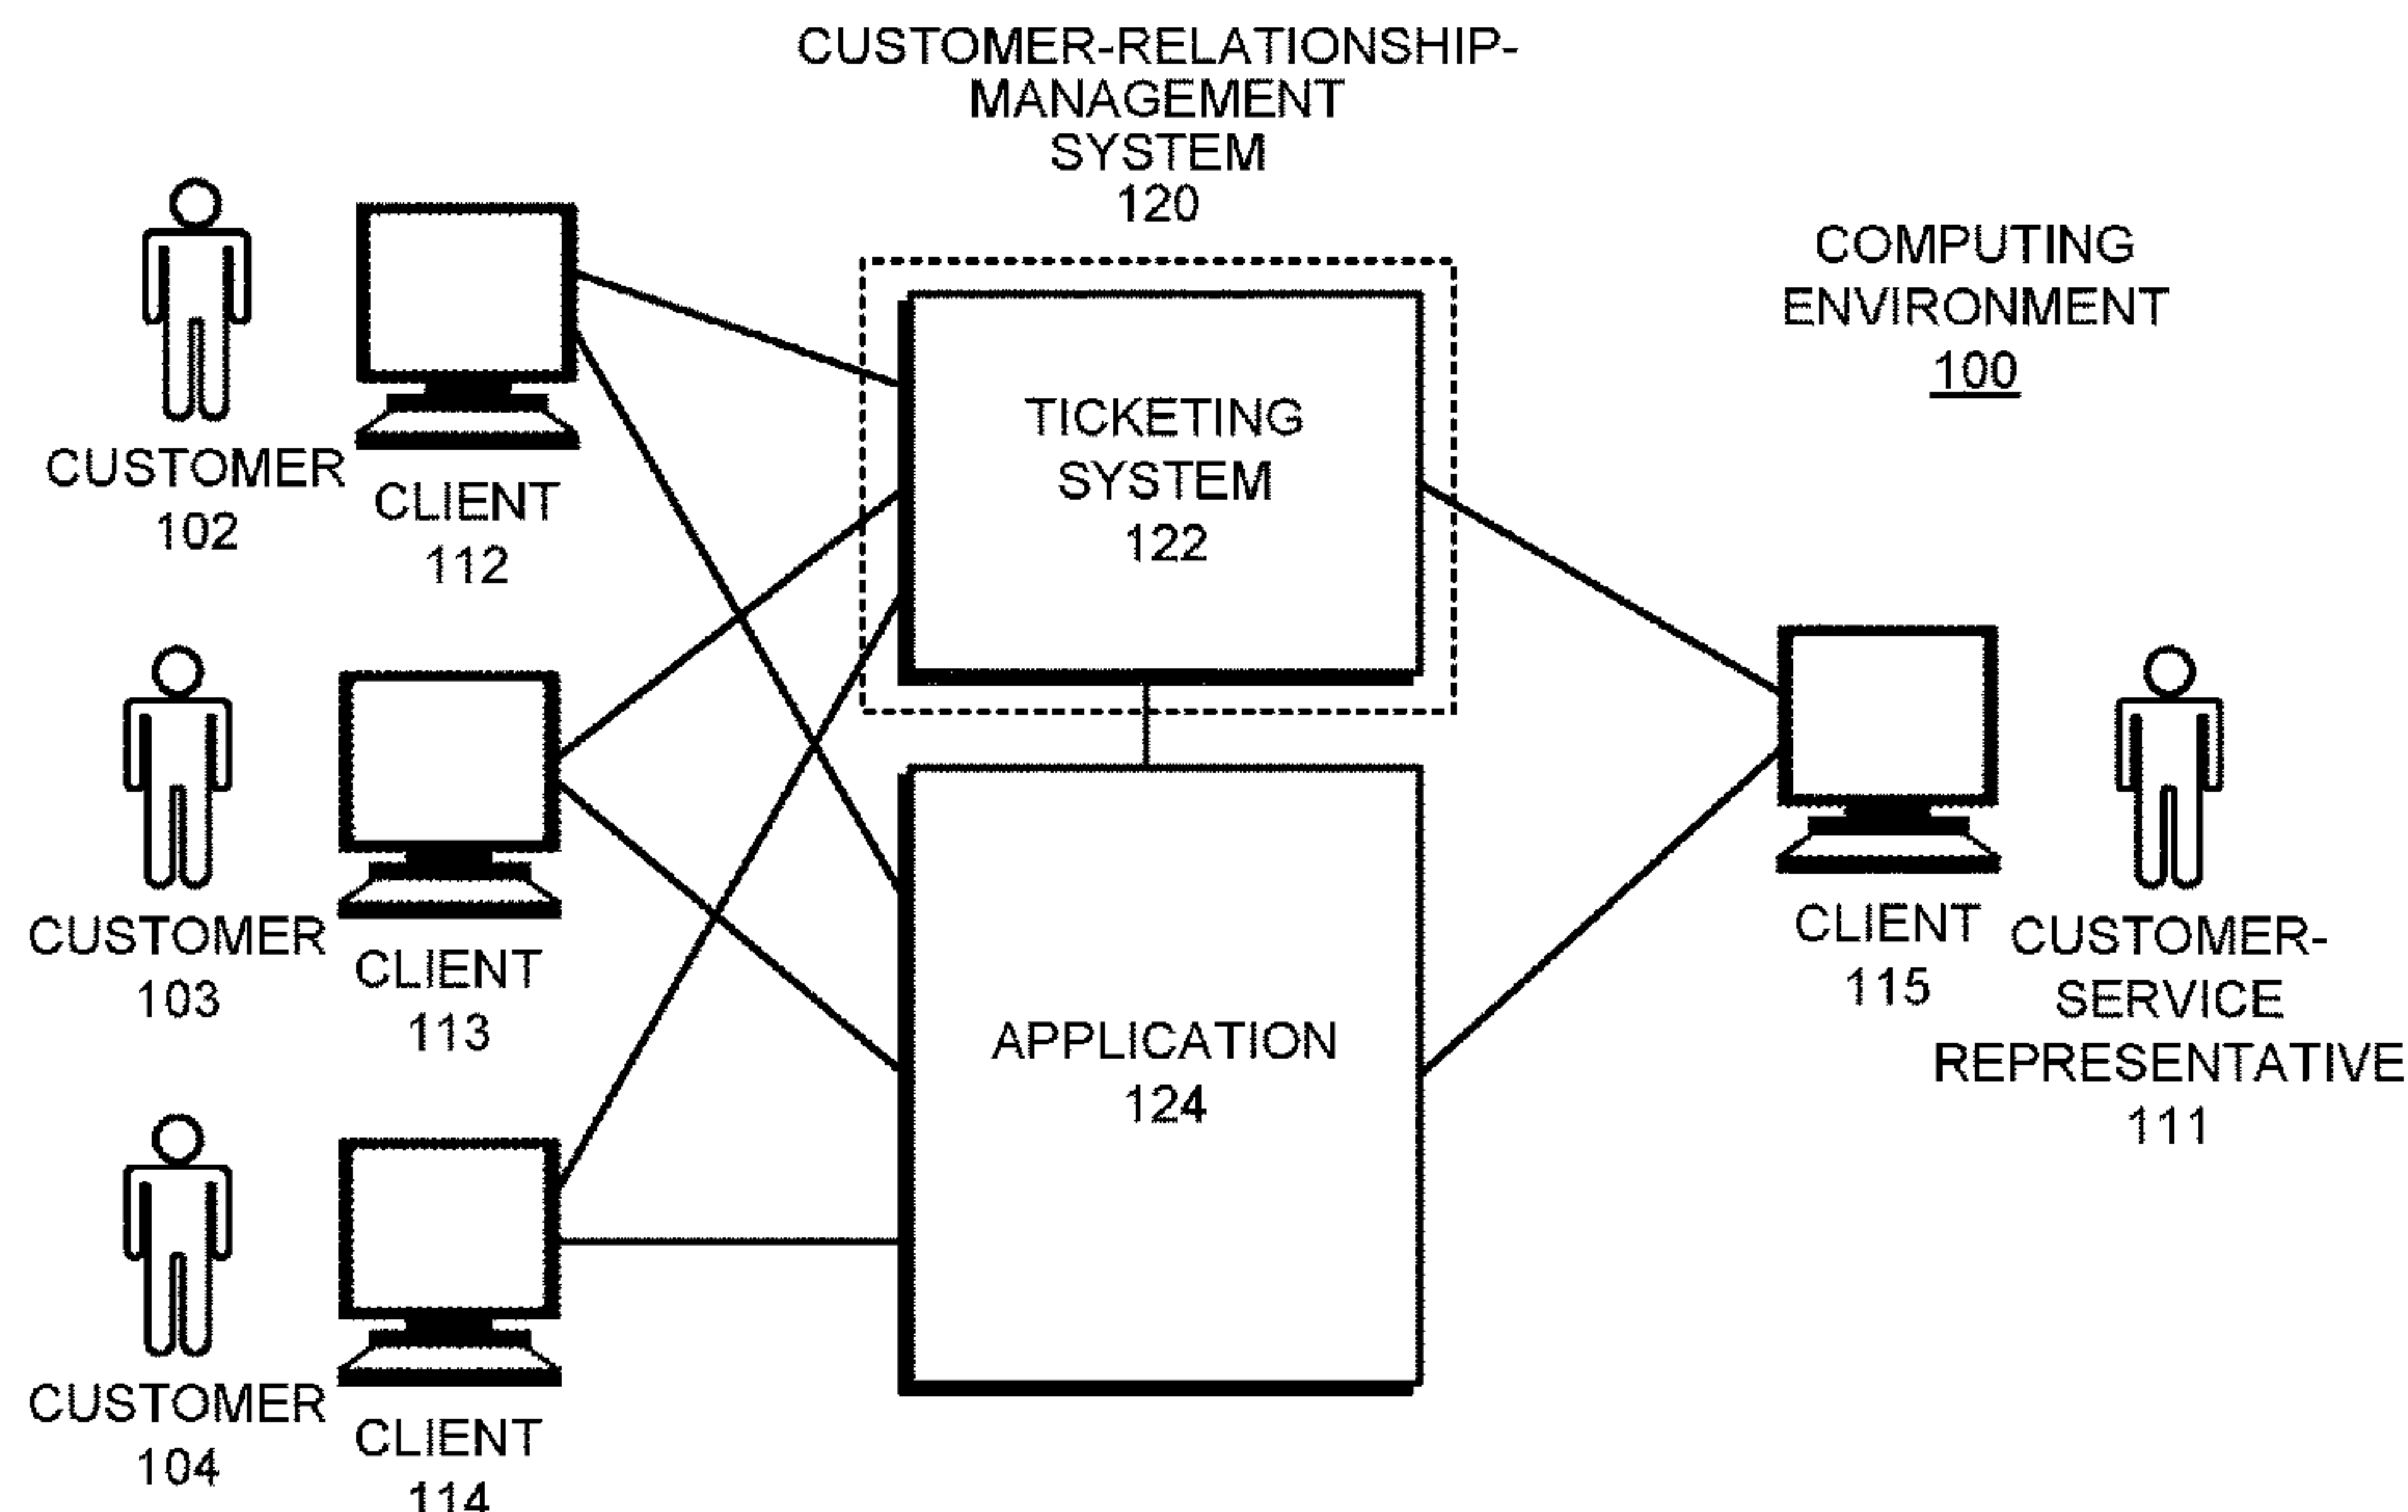 CUSTOMER-RELATIONSHIP-
MANAGEMENT
SYSTEM
120
COMPUTING
ENVIRONMENT
100
TICKETING
SYSTEM
122
CUSTOMER
102
CLIENT
112
CUSTOMER
103
CLIENT
113
APPLICATION
124
CLIENT
115
CUSTOMER-
SERVICE
REPRESENTATIVE
111
CUSTOMER
104
CLIENT
114